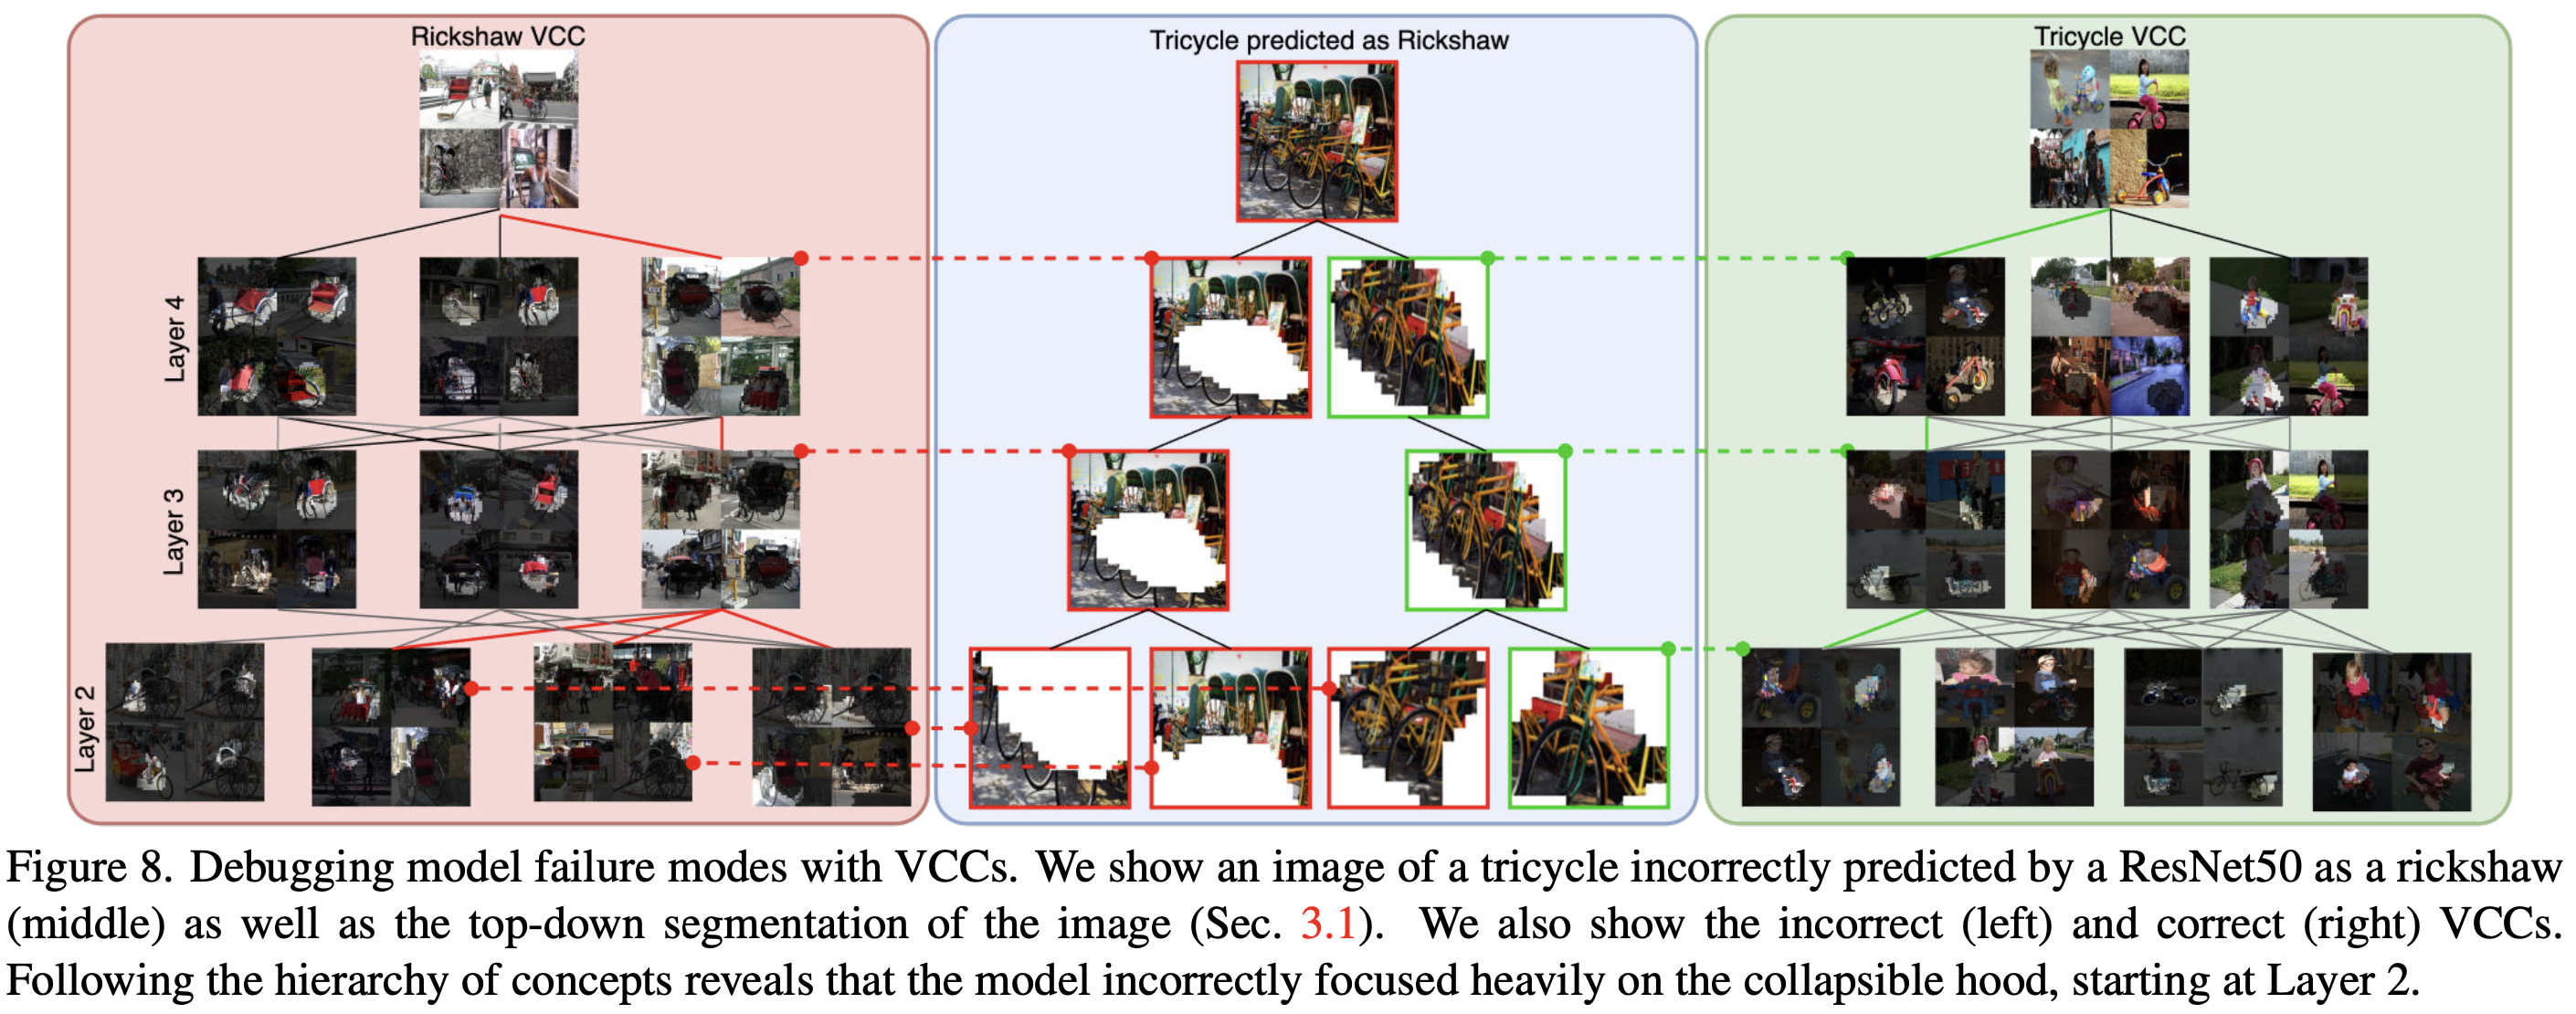 Rickshaw VCC
Tricycle predicted as Rickshaw
Tricycle VCC
Layer 4
Layer 3
Layer 2
Figure 8. Debugging model failure modes with VCCs. We show an image of a tricycle incorrectly predicted by a ResNet50 as a rickshaw
(middle) as well as the top-down segmentation of the image (Sec. 3.1). We also show the incorrect (left) and correct (right) VCCs.
Following the hierarchy of concepts reveals that the model incorrectly focused heavily on the collapsible hood, starting at Layer 2.